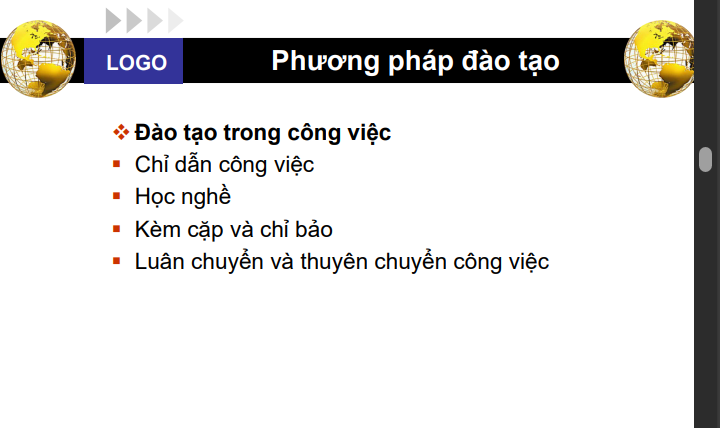 LOGO
Phương pháp đào tạo
Đào tạo trong công việc
Chỉ dẫn công việc
Học nghề
Kèm cặp và chỉ bảo
Luân chuyển và thuyên chuyển công việc